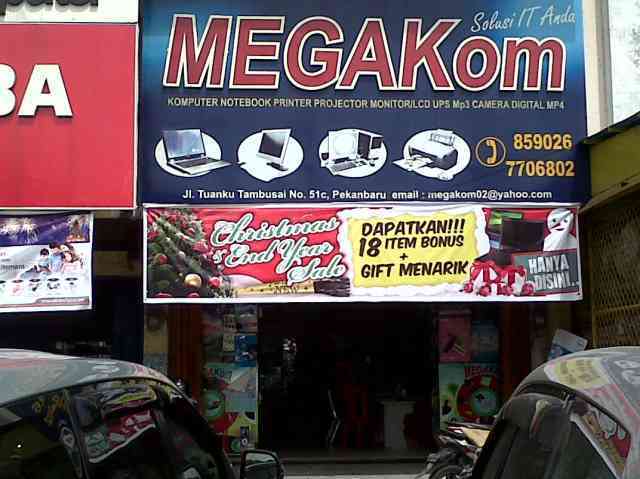 BA
Solusi IT Anda
MEGAKom
KOMPUTER NOTEBOOK PRINTER PROJECTOR MONITOR/LCD UPS Mp3 CAMERA DIGITAL MP4
859026
7706802
Jl. Tuanku Tambusai No. 51c, Pekanbaru email : megakom02@yahoo.com
Christmas
& End Year
Sale
DAPATKAN!!!
18 ITEM BONUS
+
GIFT MENARIK
HANYA
DISINI..
MEGAK